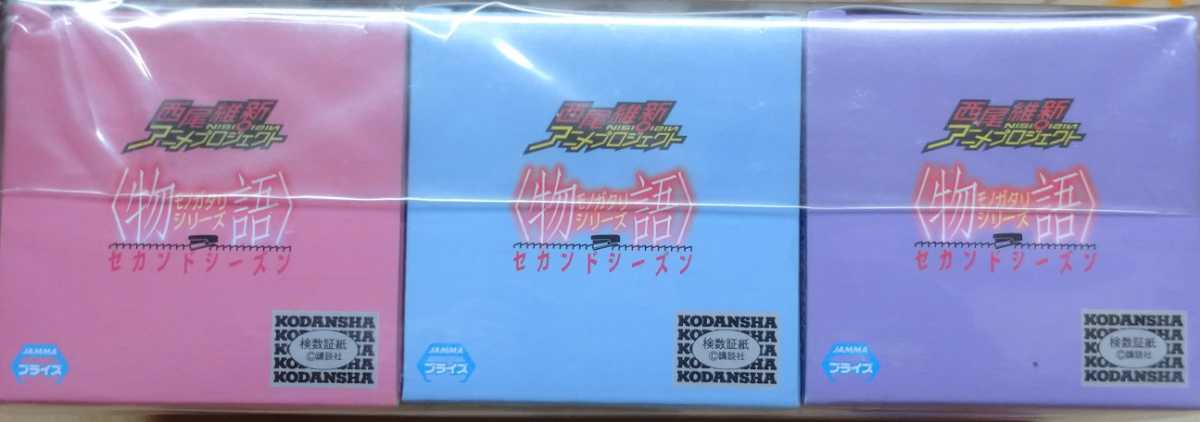 西尾維新
NISIOISIN
アニメプロジェクト
〈物語〉
モノガタリ
シリーズ
セカンドシーズン
KODANSHA
KODANSHA
検数証紙
©講談社
KODANSHA
KODANSHA
JAMMA
プライズ
西尾維新
NISIOISIN
アニメプロジェクト
〈物語〉
モノガタリ
シリーズ
セカンドシーズン
KODANSHA
KODANSHA
検数証紙
©講談社
KODANSHA
KODANSHA
JAMMA
プライズ
西尾維新
NISIOISIN
アニメプロジェクト
〈物語〉
モノガタリ
シリーズ
セカンドシーズン
KODANSHA
KODANSHA
検数証紙
©講談社
KODANSHA
KODANSHA
JAMMA
プライズ